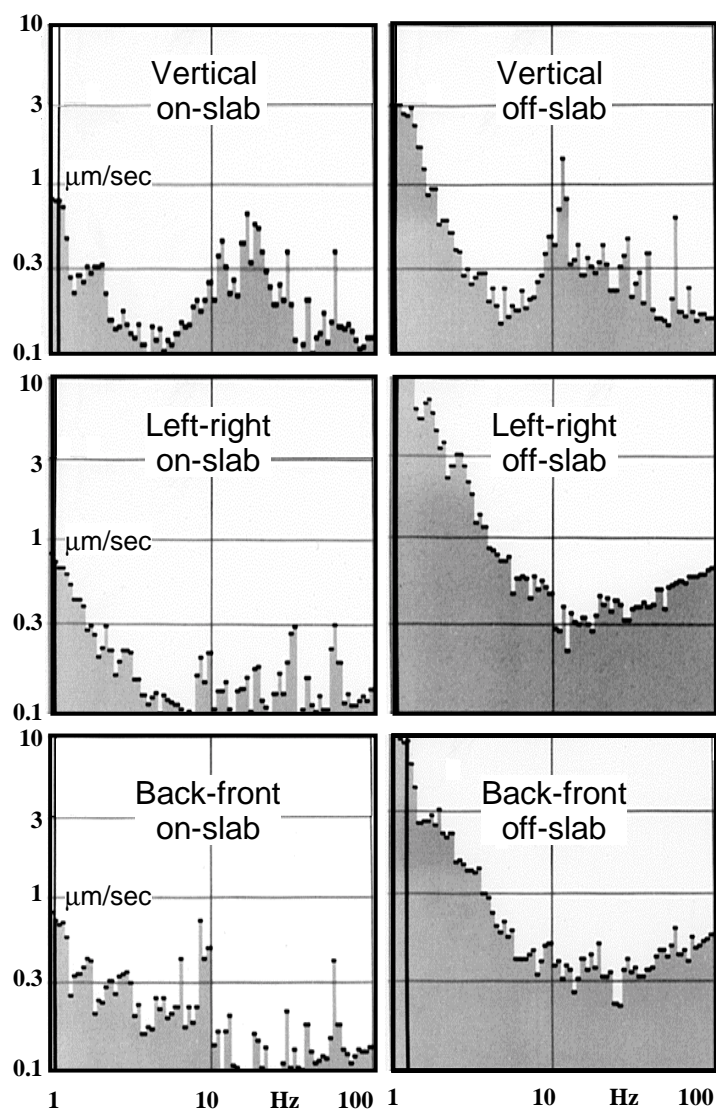 10
Vertical
on-slab
Vertical
off-slab
3
1
μm/sec
0.3
0.1
10
Left-right
on-slab
Left-right
off-slab
3
1
μm/sec
0.3
0.1
10
Back-front
on-slab
Back-front
off-slab
3
1
μm/sec
0.3
0.1
1 10 Hz 100 1 10 Hz 100